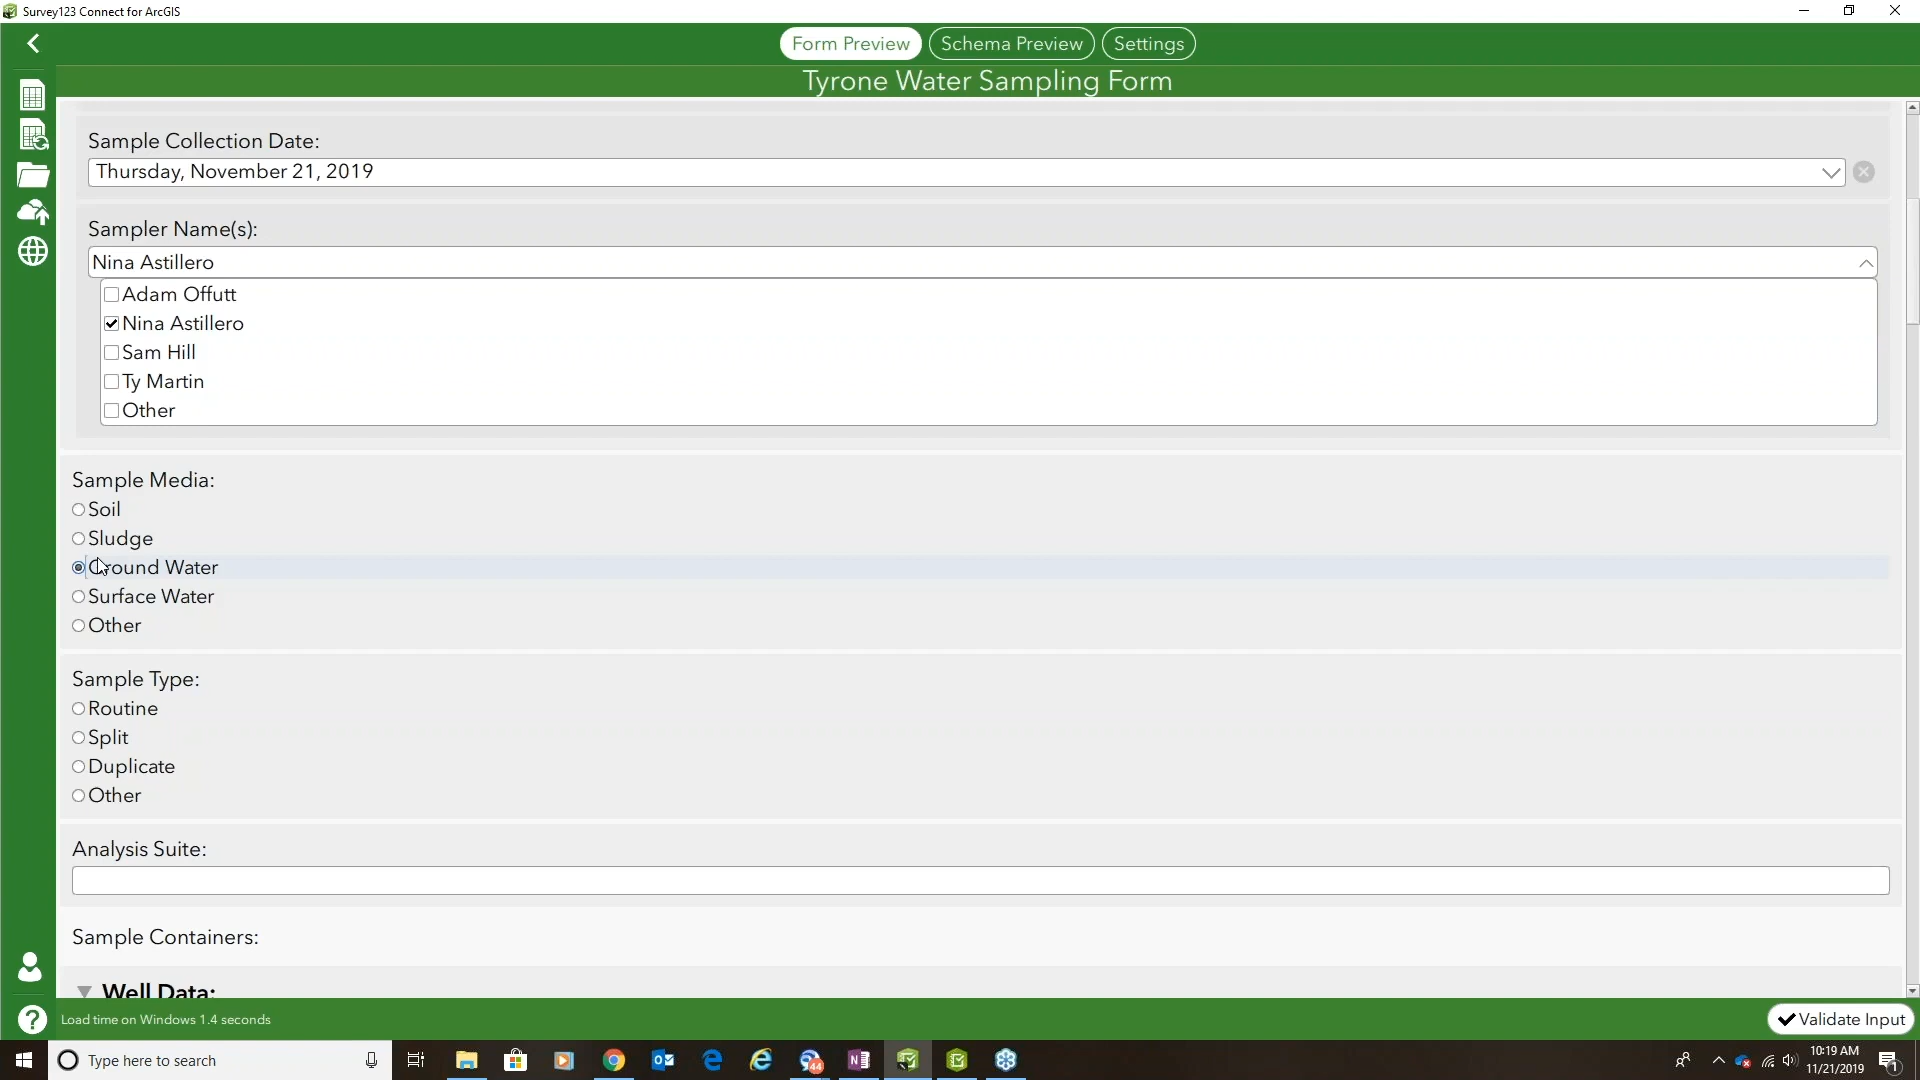 Survey123 Connect for ArcGIS
Form Preview
Schema Preview
Settings
Tyrone Water Sampling Form
Sample Collection Date:
Thursday, November 21, 2019
Sampler Name(s):
Nina Astillero
Adam Offutt
Nina Astillero
Sam Hill
Ty Martin
Other
Sample Media:
Soil
Sludge
Ground Water
Surface Water
Other
Sample Type:
Routine
Split
Duplicate
Other
Analysis Suite:
Sample Containers:
Well Data:
? Load time on Windows 1.4 seconds
Validate Input
Type here to search
44
10:19 AM
11/21/2019
1